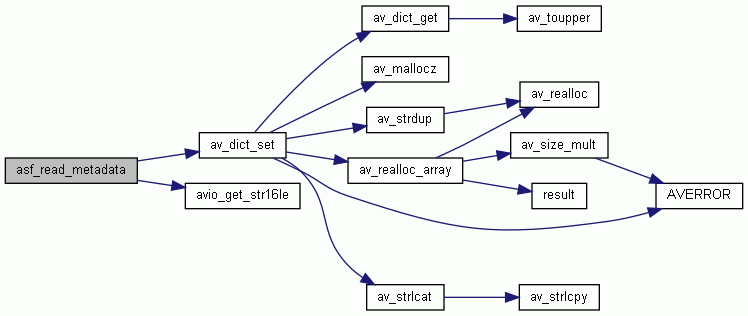 av_dict_get
av_toupper
av_mallocz
av_realloc
av_strdup
av_dict_set
av_size_mult
asf_read_metadata
av_realloc_array
avio_get_str16le
result
AVERROR
av_strlcat
av_strlcpy